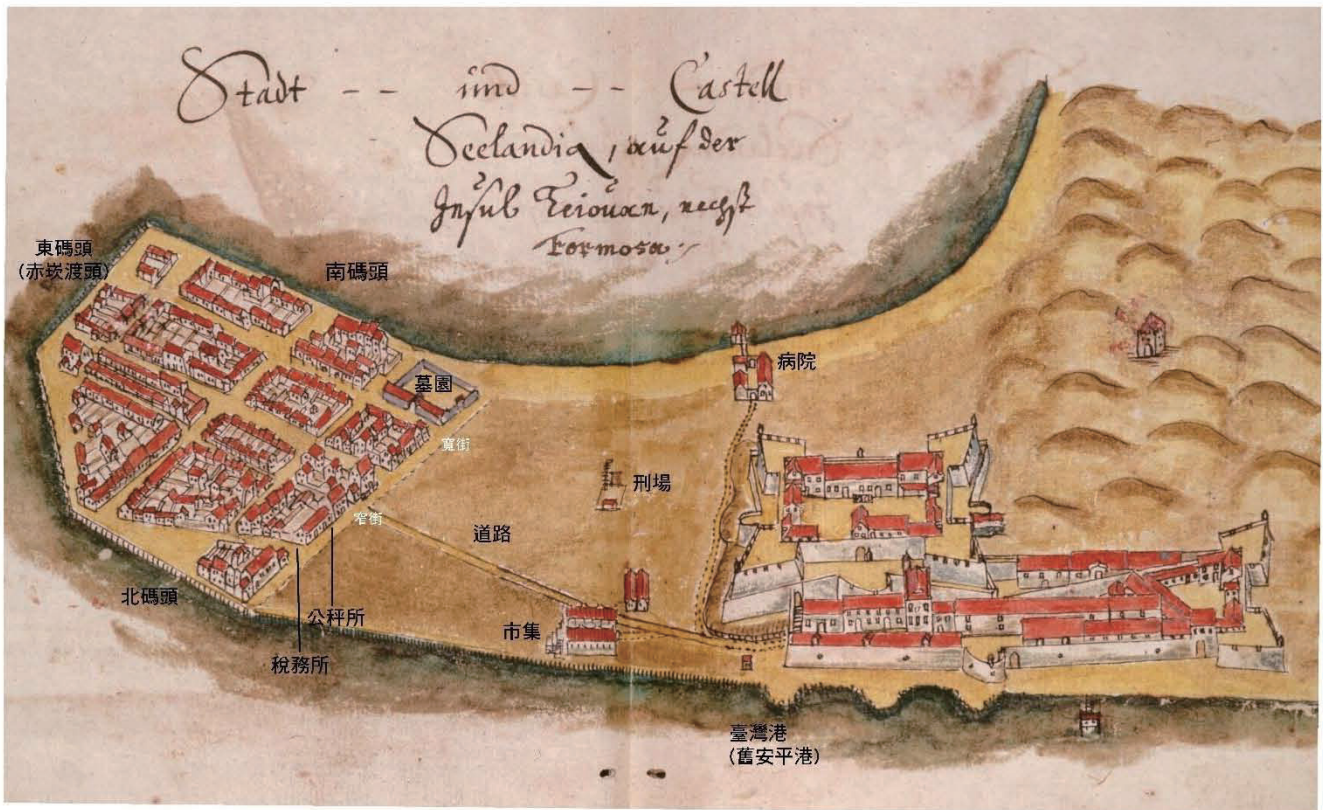 Stadt -- und -- Castell
Seelandia, auf der
Insul Teiouan, nechst
Formosa.
東碼頭
(赤崁渡頭)
南碼頭
病院
墓園
寬街
刑場
窄街
道路
北碼頭
公秤所
市集
稅務所
臺灣港
(舊安平港)